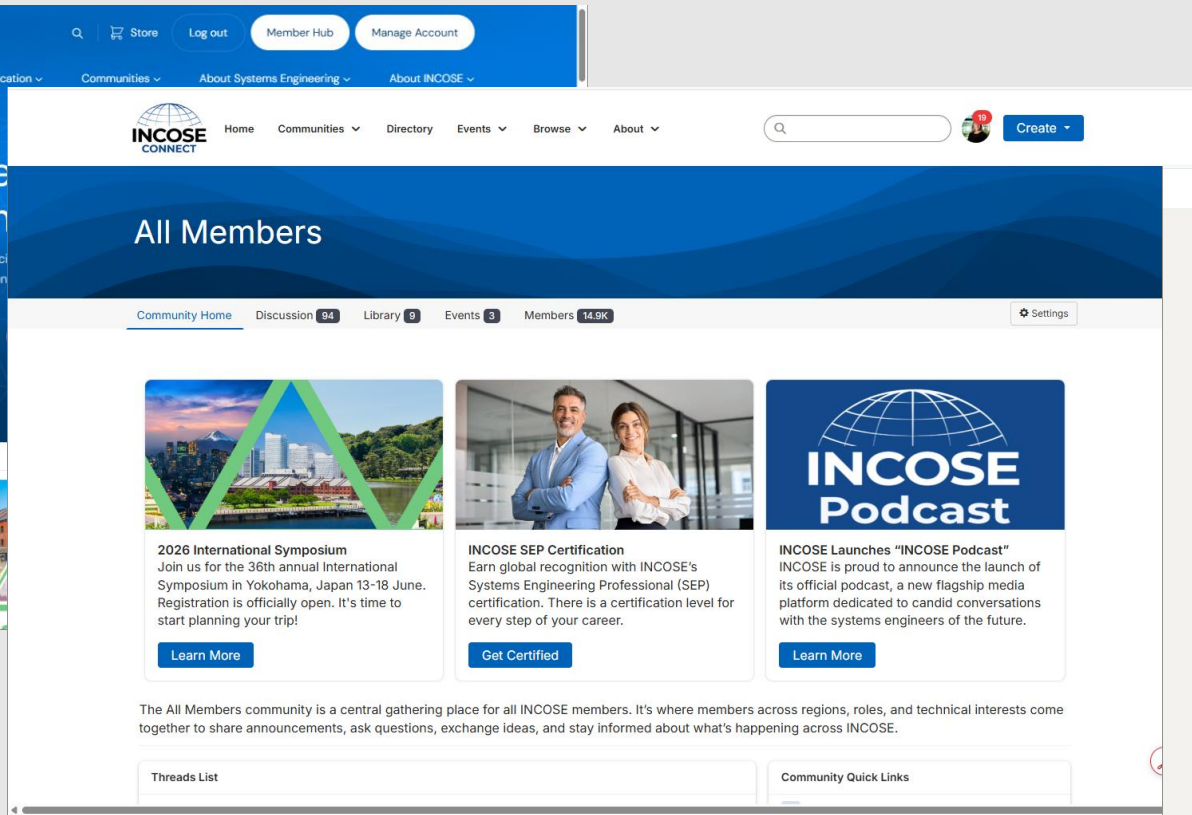 Store
Log out
Member Hub
Manage Account
Communities
About Systems Engineering
About INCOSE
INCOSE
CONNECT
Home
Communities
Directory
Events
Browse
About
19
Create
All Members
Community Home
Discussion 94
Library 9
Events 3
Members 14.9K
Settings
INCOSE
Podcast
2026 International Symposium
Join us for the 36th annual International
Symposium in Yokohama, Japan 13-18 June.
Registration is officially open. It's time to
start planning your trip!
Learn More
INCOSE SEP Certification
Earn global recognition with INCOSE's
Systems Engineering Professional (SEP)
certification. There is a certification level for
every step of your career.
Get Certified
INCOSE Launches “INCOSE Podcast”
INCOSE is proud to announce the launch of
its official podcast, a new flagship media
platform dedicated to candid conversations
with the systems engineers of the future.
Learn More
The All Members community is a central gathering place for all INCOSE members. It's where members across regions, roles, and technical interests come
together to share announcements, ask questions, exchange ideas, and stay informed about what's happening across INCOSE.
Threads List
Community Quick Links